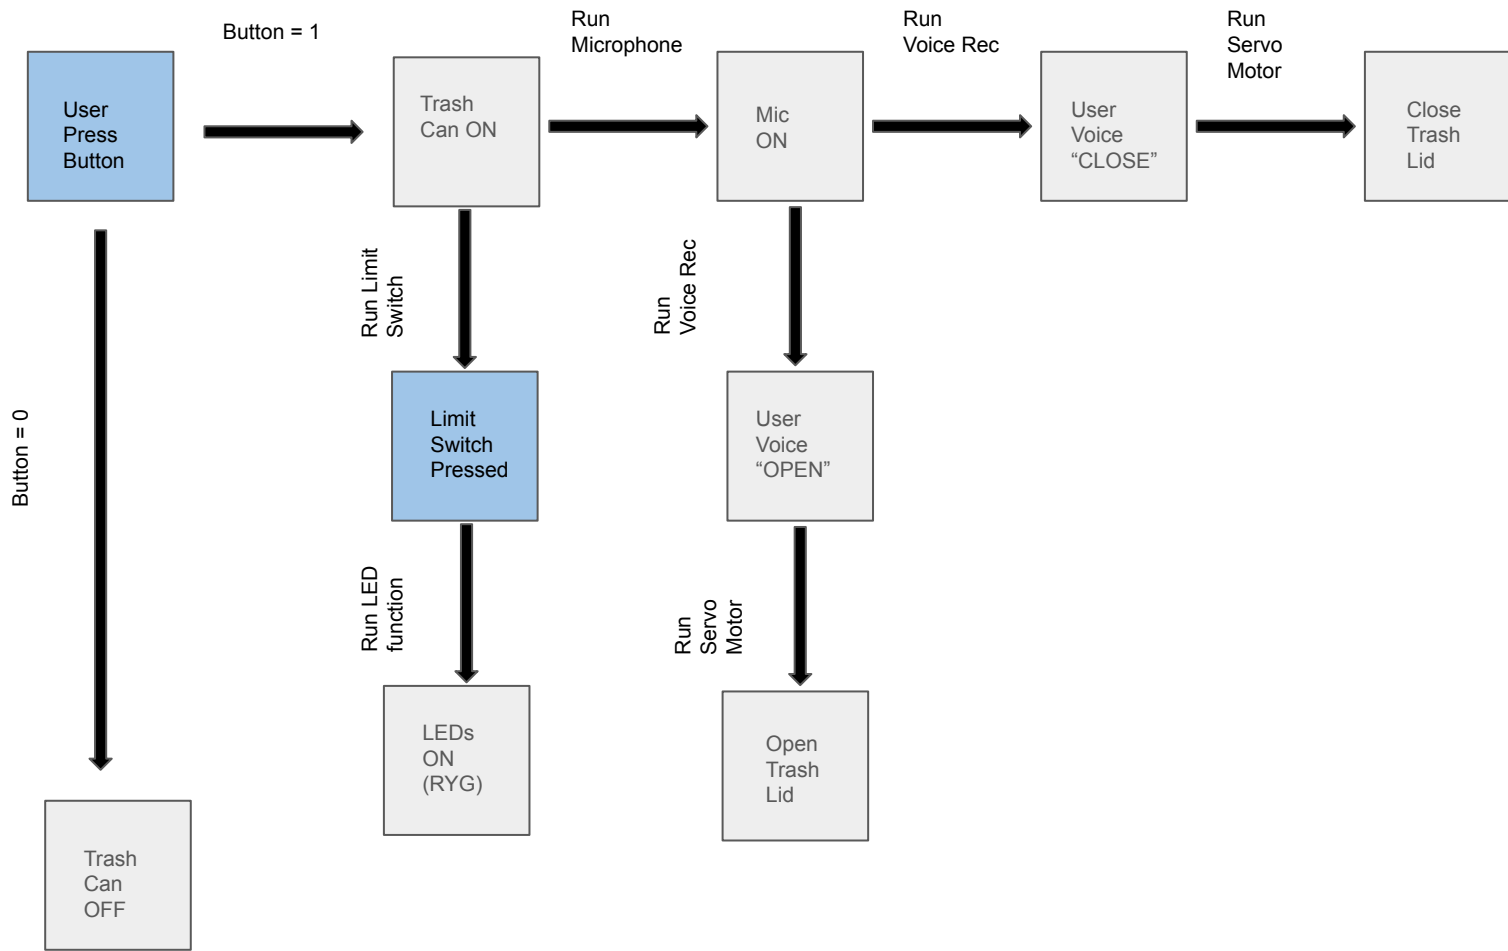 Button = 1
Run
Microphone
Run
Voice Rec
Run
Servo
Motor
User
Press
Button
Trash
Can ON
Mic
ON
User
Voice
“CLOSE”
Close
Trash
Lid
Run Limit
Switch
Run
Voice Rec
Button = 0
Limit
Switch
Pressed
User
Voice
“OPEN”
Run LED
function
Run
Servo
Motor
LEDs
ON
(RYG)
Open
Trash
Lid
Trash
Can
OFF